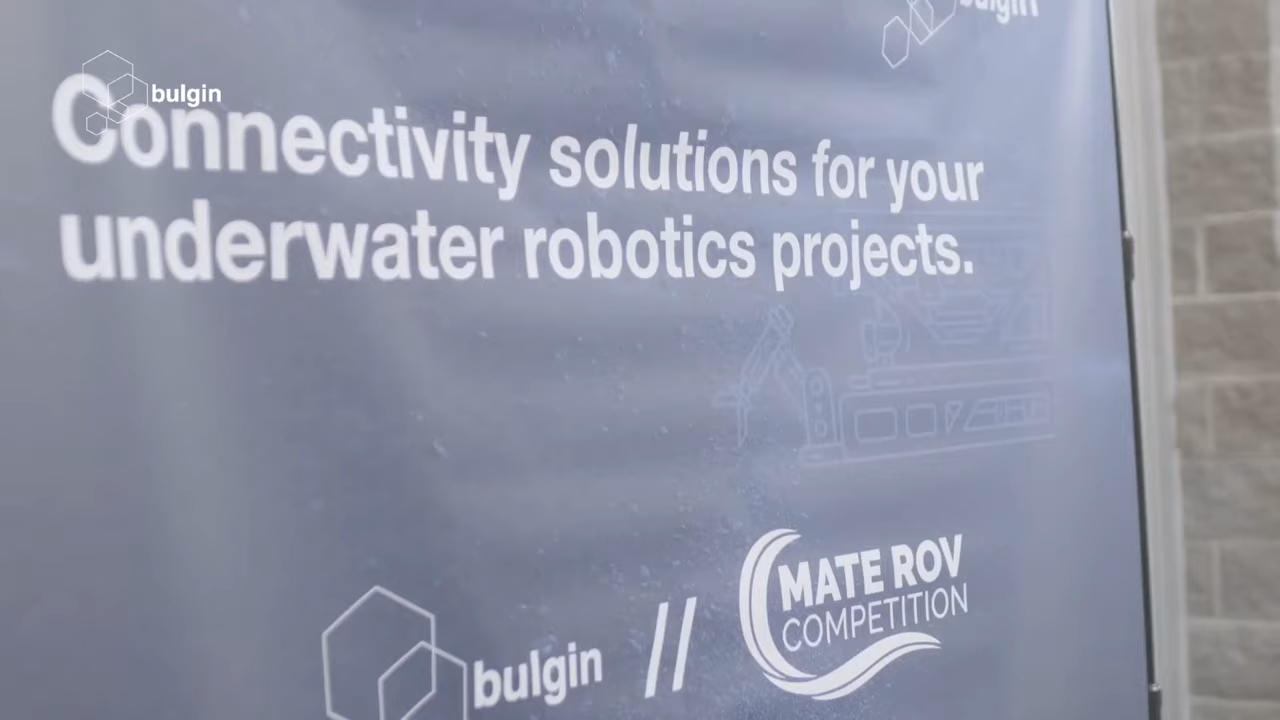 bulgin
bulgin
Connectivity solutions for your
underwater robotics projects.
bulgin // MATE ROV
COMPETITION